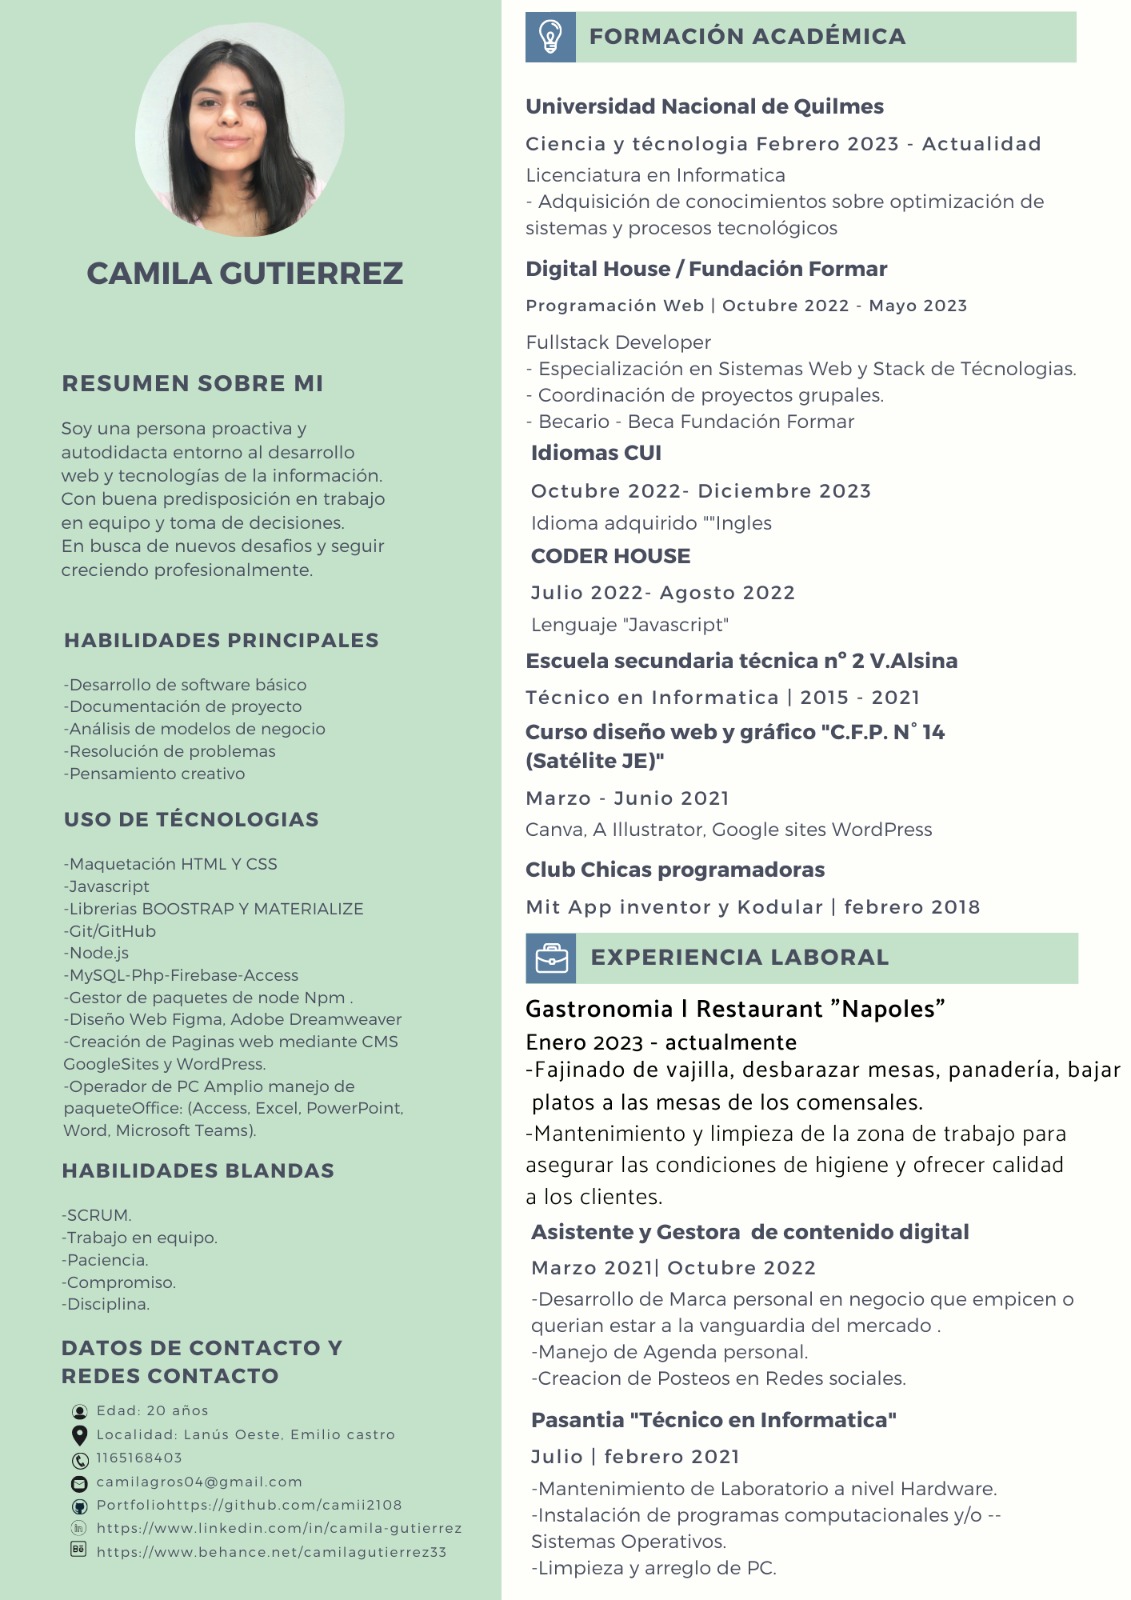 CAMILA GUTIERREZ
RESUMEN SOBRE MI
Soy una persona proactiva y
autodidacta entorno al desarrollo
web y tecnologías de la información.
Con buena predisposición en trabajo
en equipo y toma de decisiones.
En busca de nuevos desafios y seguir
creciendo profesionalmente.
HABILIDADES PRINCIPALES
-Desarrollo de software básico
-Documentación de proyecto
-Análisis de modelos de negocio
-Resolución de problemas
-Pensamiento creativo
USO DE TÉCNOLOGIAS
-Maquetación HTML Y CSS
-Javascript
-Librerias BOOSTRAP Y MATERIALIZE
-Git/GitHub
-Node.js
-MySQL-Php-Firebase-Access
-Gestor de paquetes de node Npm .
-Diseño Web Figma, Adobe Dreamweaver
-Creación de Paginas web mediante CMS
GoogleSites y WordPress.
-Operador de PC Amplio manejo de
paqueteOffice: (Access, Excel, PowerPoint,
Word, Microsoft Teams).
HABILIDADES BLANDAS
-SCRUM.
-Trabajo en equipo.
-Paciencia.
-Compromiso.
-Disciplina.
DATOS DE CONTACTO Y
REDES CONTACTO
Edad: 20 años
Localidad: Lanús Oeste, Emilio castro
1165168403
camilagros04@gmail.com
Portfoliohttps://github.com/camii2108
https://www.linkedin.com/in/camila-gutierrez
https://www.behance.net/camilagutierrez33
FORMACIÓN ACADÉMICA
Universidad Nacional de Quilmes
Ciencia y técnologia Febrero 2023 - Actualidad
Licenciatura en Informatica
- Adquisición de conocimientos sobre optimización de
sistemas y procesos tecnológicos
Digital House / Fundación Formar
Programación Web | Octubre 2022 - Mayo 2023
Fullstack Developer
- Especialización en Sistemas Web y Stack de Técnologias.
- Coordinación de proyectos grupales.
- Becario - Beca Fundación Formar
Idiomas CUI
Octubre 2022- Diciembre 2023
Idioma adquirido ""Ingles
CODER HOUSE
Julio 2022- Agosto 2022
Lenguaje "Javascript"
Escuela secundaria técnica nº 2 V.Alsina
Técnico en Informatica | 2015 - 2021
Curso diseño web y gráfico "C.F.P. N° 14
(Satélite JE)"
Marzo - Junio 2021
Canva, A Illustrator, Google sites WordPress
Club Chicas programadoras
Mit App inventor y Kodular | febrero 2018
EXPERIENCIA LABORAL
Gastronomia l Restaurant ”Napoles”
Enero 2023 - actualmente
-Fajinado de vajilla, desbarazar mesas, panadería, bajar
platos a las mesas de los comensales.
-Mantenimiento y limpieza de la zona de trabajo para
asegurar las condiciones de higiene y ofrecer calidad
a los clientes.
Asistente y Gestora de contenido digital
Marzo 2021| Octubre 2022
-Desarrollo de Marca personal en negocio que empicen o
querian estar a la vanguardia del mercado .
-Manejo de Agenda personal.
-Creacion de Posteos en Redes sociales.
Pasantia "Técnico en Informatica"
Julio | febrero 2021
-Mantenimiento de Laboratorio a nivel Hardware.
-Instalación de programas computacionales y/o --
Sistemas Operativos.
-Limpieza y arreglo de PC.